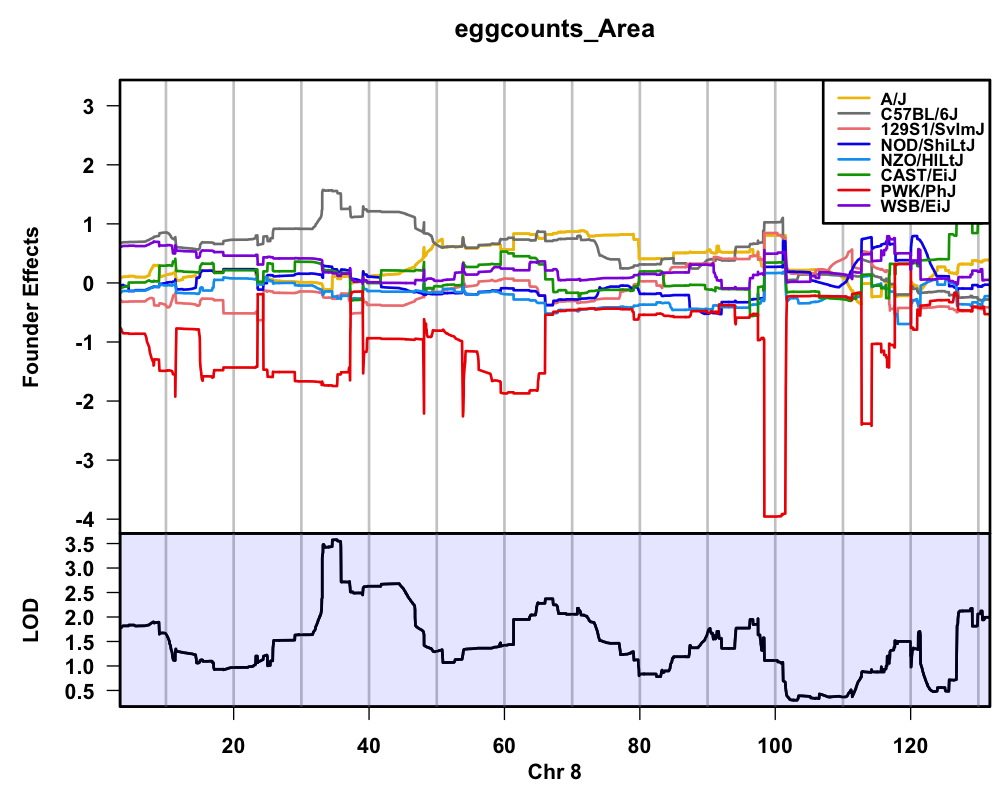 eggcounts_Area
A/J
C57BL/6J
129S1/SvImJ
NOD/ShiLtJ
NZO/HlLtJ
CAST/EiJ
PWK/PhJ
WSB/EiJ
Founder Effects
3
2
1
0
-1
-2
-3
-4
LOD
3.5
3.0
2.5
2.0
1.5
1.0
0.5
20 40 60 80 100 120
Chr 8